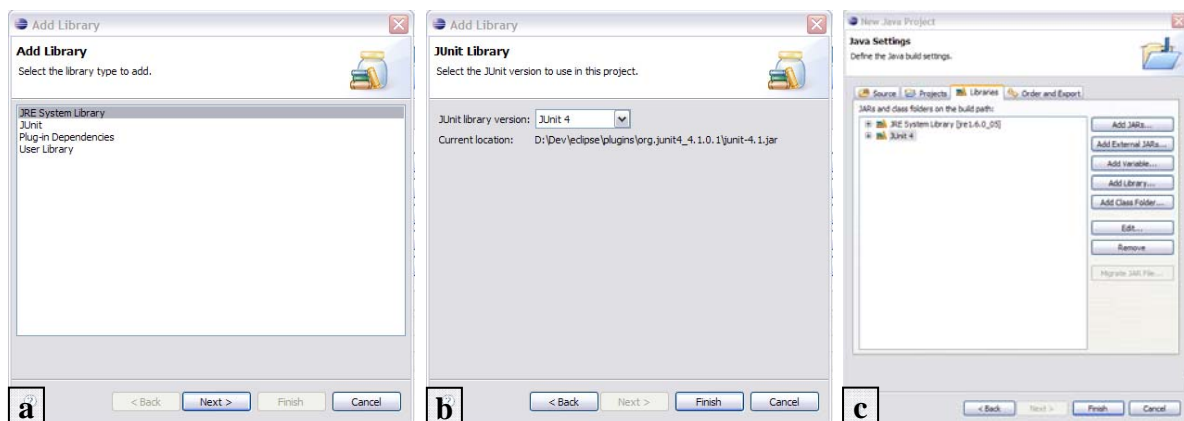 Add Library
Add Library
Select the library type to add.
JRE System Library
JUnit
Plug-in Dependencies
User Library
< Back
Next >
Finish
Cancel
a
Add Library
JUnit Library
Select the JUnit version to use in this project.
JUnit library version: JUnit 4
Current location: D:\Dev\eclipse\plugins\org.junit4_4.1.0.1\junit-4.1.jar
< Back
Next >
Finish
Cancel
b
New Java Project
Java Settings
Define the Java build settings.
Source
Projects
Libraries
Order and Export
JARs and class folders on the build path:
JRE System Library [jre1.6.0_05]
JUnit 4
Add JARs...
Add External JARs...
Add Variable...
Add Library...
Add Class Folder...
Edit...
Remove
Migrate JAR File...
< Back
Next >
Finish
Cancel
c